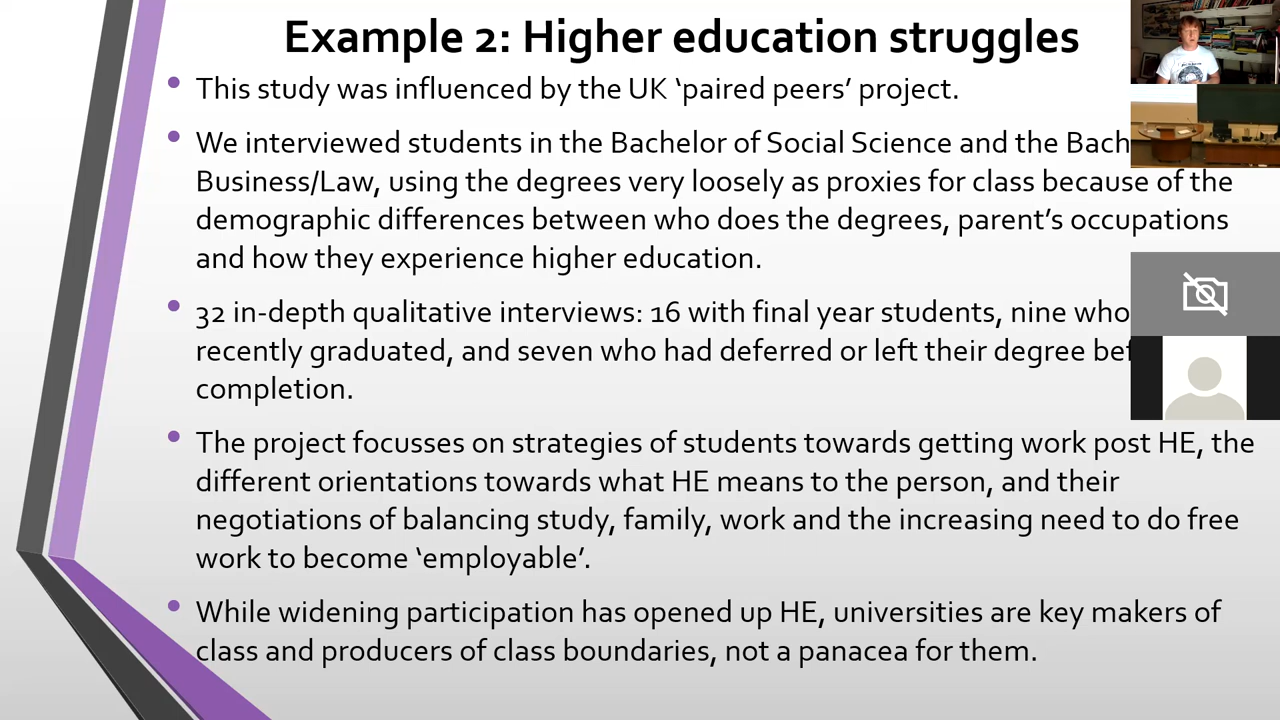 Example 2: Higher education struggles
This study was influenced by the UK ‘paired peers’ project.
We interviewed students in the Bachelor of Social Science and the
Business/Law, using the degrees very loosely as proxies for class because of the
demographic differences between who does the degrees, parent’s occupations
and how they experience higher education.
32 in-depth qualitative interviews: 16 with final year students, nine who
recently graduated, and seven who had deferred or left their degree
completion.
The project focusses on strategies of students towards getting work post HE, the
different orientations towards what HE means to the person, and their
negotiations of balancing study, family, work and the increasing need to do free
work to become ‘employable’.
While widening participation has opened up HE, universities are key makers of
class and producers of class boundaries, not a panacea for them.